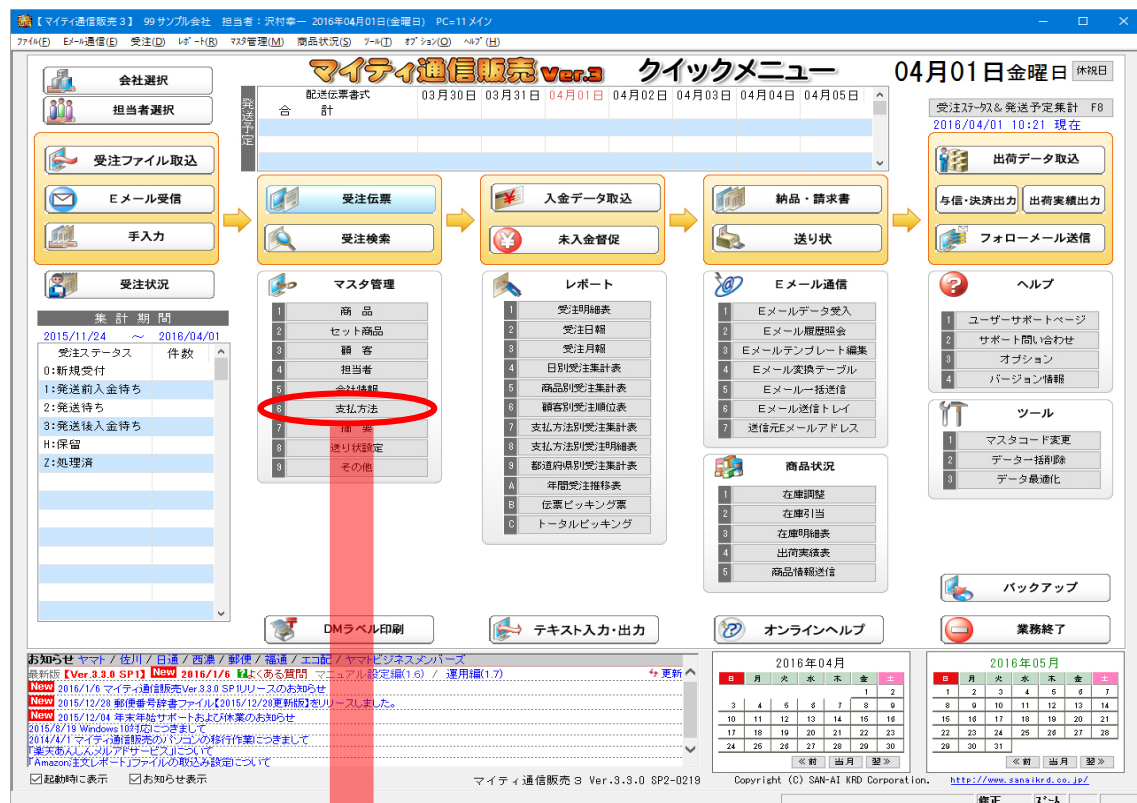 【マイティ通信販売3】 99 サンプル会社 担当者：沢村幸一 2016年04月01日(金曜日) PC=11 メイン
ファイル(F) Eメール通信(E) 受注(D) レポート(R) マスタ管理(M) 商品状況(S) ツール(T) オプション(O) ヘルプ(H)
会社選択
担当者選択
マイティ通信販売 Ver.3 クイックメニュー
04月01日金曜日 休祝日
発送予定
配送伝票書式 03月30日 03月31日 04月01日 04月02日 04月03日 04月04日 04月05日
合 計
受注ステータス&発送予定集計 F8
2016/04/01 10:21 現在
受注ファイル取込
Eメール受信
手入力
受注伝票
受注検索
入金データ取込
未入金督促
納品・請求書
送り状
出荷データ取込
与信・決済出力 出荷実績出力
フォローメール送信
受注状況
集 計 期 間
2015/11/24 ～ 2016/04/01
受注ステータス 件数
0:新規受付
1:発送前入金待ち
2:発送待ち
3:発送後入金待ち
H:保留
Z:処理済
マスタ管理
1 商 品
2 セット商品
3 顧 客
4 担当者
5 会社情報
6 支払方法
7 摘 要
8 送り状設定
9 その他
レポート
1 受注明細表
2 受注日報
3 受注月報
4 日別受注集計表
5 商品別受注集計表
6 顧客別受注順位表
7 支払方法別受注集計表
8 支払方法別受注明細表
9 都道府県別受注集計表
A 年間受注推移表
B 伝票ピッキング票
C トータルピッキング
Eメール通信
1 Eメールデータ受入
2 Eメール履歴照会
3 Eメールテンプレート編集
4 Eメール変換テーブル
5 Eメール一括送信
6 Eメール送信トレイ
7 送信元Eメールアドレス
商品状況
1 在庫調整
2 在庫引当
3 在庫明細表
4 出荷実績表
5 商品情報送信
ヘルプ
1 ユーザーサポートページ
2 サポート問い合わせ
3 オプション
4 バージョン情報
ツール
1 マスタコード変更
2 データ一括削除
3 データ最適化
バックアップ
DMラベル印刷
テキスト入力・出力
オンラインヘルプ
業務終了
お知らせ ヤマト / 佐川 / 日通 / 西濃 / 郵便 / 福通 / エコ配 / ヤマトビジネスメンバーズ
最新版【Ver.3.3.0 SP1】 New 2016/1/6 よくある質問 マニュアル設定編(1.6) / 運用編(1.7) 更新
New 2016/1/6 マイティ通信販売Ver.3.3.0 SP1リリースのお知らせ
New 2015/12/28 郵便番号辞書ファイル【2015/12/28更新版】をリリースしました。
New 2015/12/04 年末年始サポートおよび休業のお知らせ
2015/8/19 Windows10対応につきまして
2014/4/1 マイティ通信販売のパソコンの移行作業につきまして
「楽天あんしんメルアドサービス」について
「Amazon注文レポート」ファイルの取込み設定について
起動時に表示 お知らせ表示
マイティ通信販売 3 Ver.3.3.0 SP2-0219
2016年04月
日 月 火 水 木 金 土
1 2
3 4 5 6 7 8 9
10 11 12 13 14 15 16
17 18 19 20 21 22 23
24 25 26 27 28 29 30
≪前 当月 翌≫
2016年05月
日 月 火 水 木 金 土
1 2 3 4 5 6 7
8 9 10 11 12 13 14
15 16 17 18 19 20 21
22 23 24 25 26 27 28
29 30 31
≪前 当月 翌≫
Copyright (C) SAN-AI KRD Corporation. http://www.sanaikrd.co.jp/
修正 ズーム